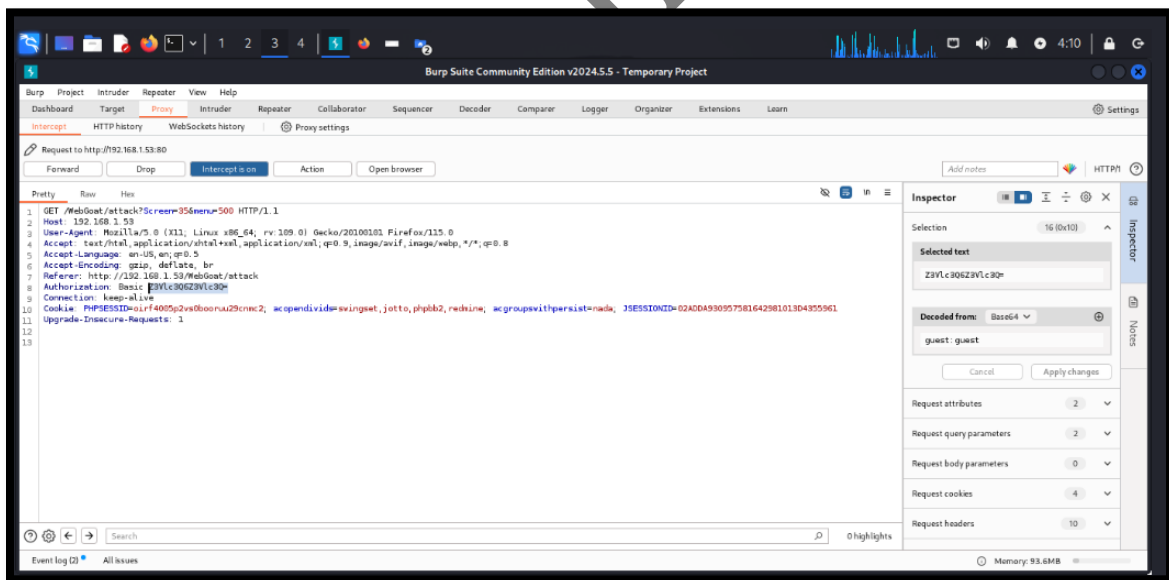 1 2 3 4
4:10
Burp Suite Community Edition v2024.5.5 - Temporary Project
Burp Project Intruder Repeater View Help
Dashboard Target Proxy Intruder Repeater Collaborator Sequencer Decoder Comparer Logger Organizer Extensions Learn Settings
Intercept HTTP history WebSockets history Proxy settings
Request to http://192.168.1.53:80
Forward Drop Intercept is on Action Open browser Add notes HTTP/1
Pretty Raw Hex
\n
1 GET /WebGoat/attack?Screen=35&menu=500 HTTP/1.1
2 Host: 192.168.1.53
3 User-Agent: Mozilla/5.0 (X11; Linux x86_64; rv:109.0) Gecko/20100101 Firefox/115.0
4 Accept: text/html,application/xhtml+xml,application/xml;q=0.9,image/avif,image/webp,*/*;q=0.8
5 Accept-Language: en-US,en;q=0.5
6 Accept-Encoding: gzip, deflate, br
7 Referer: http://192.168.1.53/WebGoat/attack
8 Authorization: Basic Z3Vlc3Q6Z3Vlc3Q=
9 Connection: keep-alive
10 Cookie: PHPSESSID=oirf4005p2vs0booruu29cnmc2; acopendivids=swingset,jotto,phpbb2,redmine; acgroupswithpersist=nada; JSESSIONID=02ADDA930957581642981013D4355961
11 Upgrade-Insecure-Requests: 1
12
13
Inspector
Selection 16 (0x10)
Selected text
Z3Vlc3Q6Z3Vlc3Q=
Decoded from: Base64
guest:guest
Cancel Apply changes
Request attributes 2
Request query parameters 2
Request body parameters 0
Request cookies 4
Request headers 10
Inspector
Notes
Search 0 highlights
Event log (2) All issues Memory: 93.6MB